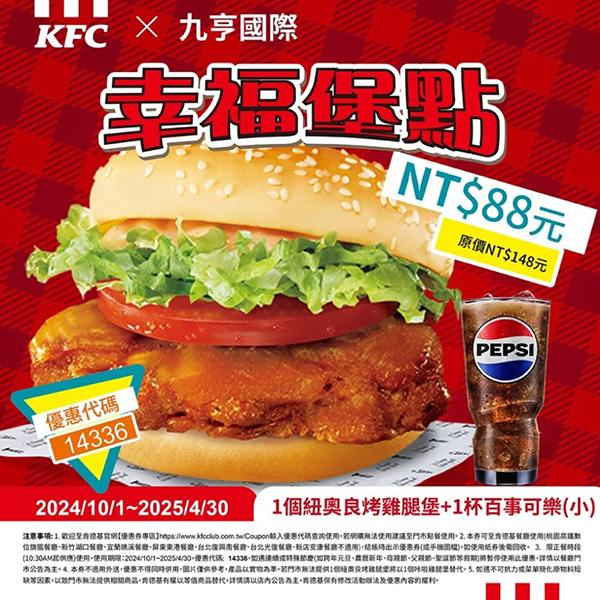 KFC × 九亨國際
幸福堡點
NT$88元
原價NT$148元
PEPSI
優惠代碼
14336
2024/10/1~2025/4/30
1個紐奧良烤雞腿堡+1杯百事可樂(小)
注意事項: 1. 歡迎至肯德基官網【優惠券專區】https://www.kfcclub.com.tw/Coupon輸入優惠代碼查詢使用。若網購無法使用建議至門市點餐使用。2. 本券可至肯德基餐廳使用(桃園高鐵數
位旗艦餐廳、新竹湖口餐廳、宜蘭礁溪餐廳、屏東東港餐廳、台北復興南餐廳、台北光復餐廳、新店安康餐廳不適用)，結帳時出示優惠券(或手機圖檔)，如使用紙券後需回收。 3. 限正餐時段
(10:30AM起供應)使用，使用期限:2024/10/1~2025/4/30，優惠代碼: 14336。如遇連續或特殊節慶(如跨年元旦、農曆新年、母親節、父親節、聖誕節等假期)將暫停使用此優惠，詳情以餐廳門
市公告為主。4. 本券不適用外送，優惠不得同時併用。圖片僅供參考，產品以實物為準。若門市無法提供1個紐奧良烤雞腿堡將以1個咔啦雞腿堡替代。5. 如遇不可抗力或菜單簡化原物料短
缺等因素，以致門市無法提供相關商品，肯德基有權以等值商品替代，詳情請以店內公告為主，肯德基保有修改活動辦法及優惠內容的權利。